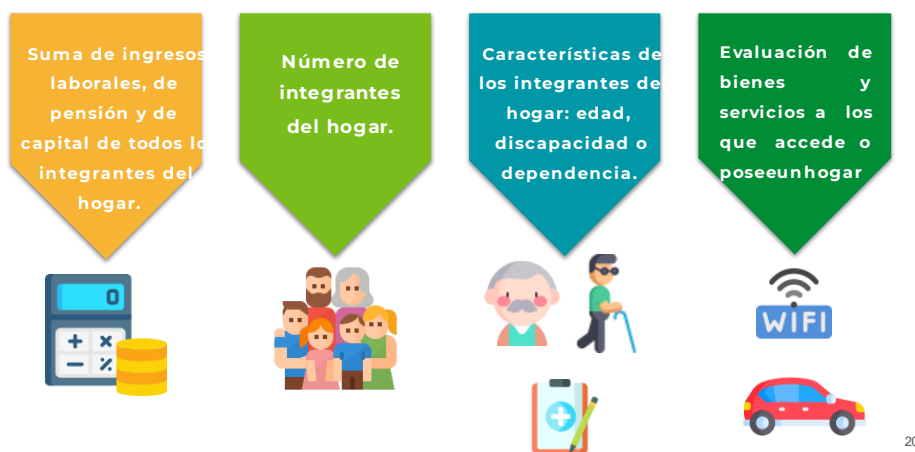 Suma de ingresos
laborales, de
pensión y de
capital de todos lo
integrantes del
hogar.
Número de
integrantes
del hogar.
Características de
los integrantes de
hogar: edad,
discapacidad o
dependencia.
Evaluación de
bienes y
servicios a los
que accede o
poseeunhogar
0
WIFI
20